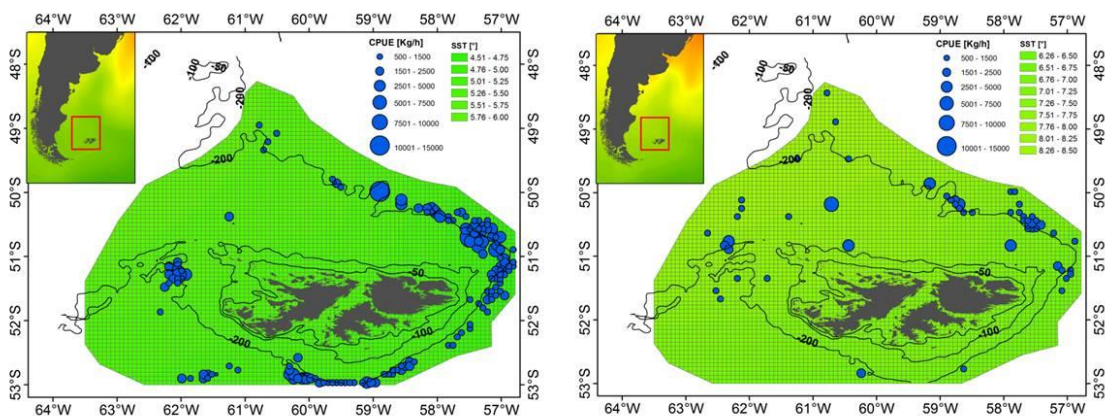 64°W 63°W 62°W 61°W 60°W 59°W 58°W 57°W
CPUE [Kg/h]
500 - 1500
1501 - 2500
2501 - 5000
5001 - 7500
7501 - 10000
10001 - 15000
SST [°]
4.51 - 4.75
4.76 - 5.00
5.01 - 5.25
5.26 - 5.50
5.51 - 5.75
5.76 - 6.00
48°S
49°S
50°S
51°S
52°S
53°S
-100
-100
-50
-200
-200
-50
-100
-200
64°W 63°W 62°W 61°W 60°W 59°W 58°W 57°W
64°W 63°W 62°W 61°W 60°W 59°W 58°W 57°W
CPUE [Kg/h]
500 - 1500
1501 - 2500
2501 - 5000
5001 - 7500
7501 - 10000
10001 - 15000
SST [°]
6.26 - 6.50
6.51 - 6.75
6.76 - 7.00
7.01 - 7.25
7.26 - 7.50
7.51 - 7.75
7.76 - 8.00
8.01 - 8.25
8.26 - 8.50
48°S
49°S
50°S
51°S
52°S
53°S
-100
-50
-200
-200
-50
-100
-200
64°W 63°W 62°W 61°W 60°W 59°W 58°W 57°W